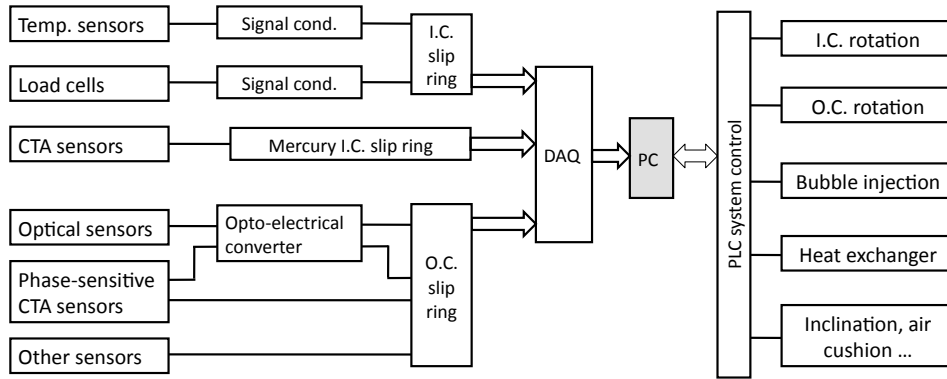 Temp. sensors
Signal cond.
I.C.
slip
ring
Load cells
Signal cond.
CTA sensors
Mercury I.C. slip ring
DAQ
PC
PLC system control
Optical sensors
Opto-electrical
converter
Phase-sensitive
CTA sensors
O.C.
slip
ring
Other sensors
I.C. rotation
O.C. rotation
Bubble injection
Heat exchanger
Inclination, air
cushion ...